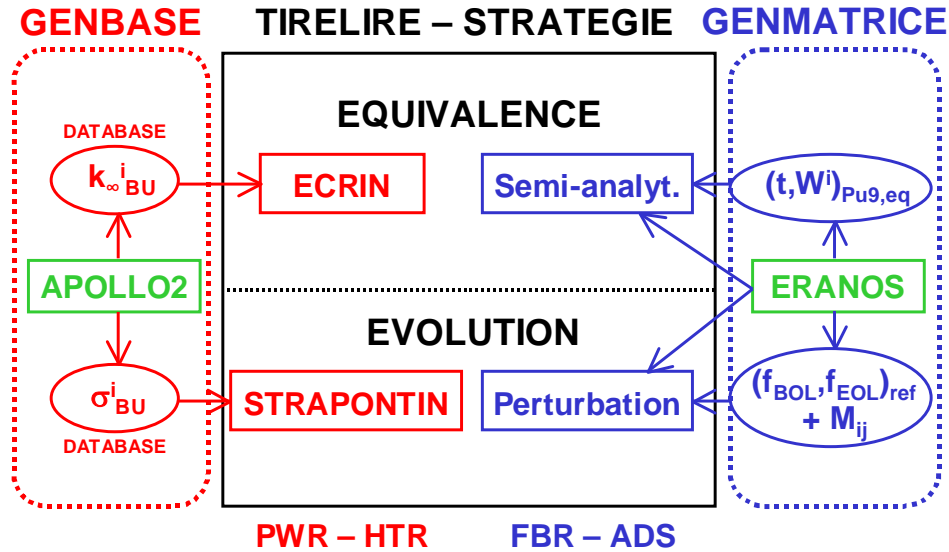 GENBASE
TIRELIRE – STRATEGIE
GENMATRICE
EQUIVALENCE
DATABASE
k∞ⁱBU
ECRIN
Semi-analyt.
(t,Wⁱ)Pu9,eq
APOLLO2
ERANOS
EVOLUTION
σⁱBU
STRAPONTIN
Perturbation
(fBOL,fEOL)ref
+ Mij
DATABASE
PWR – HTR
FBR – ADS